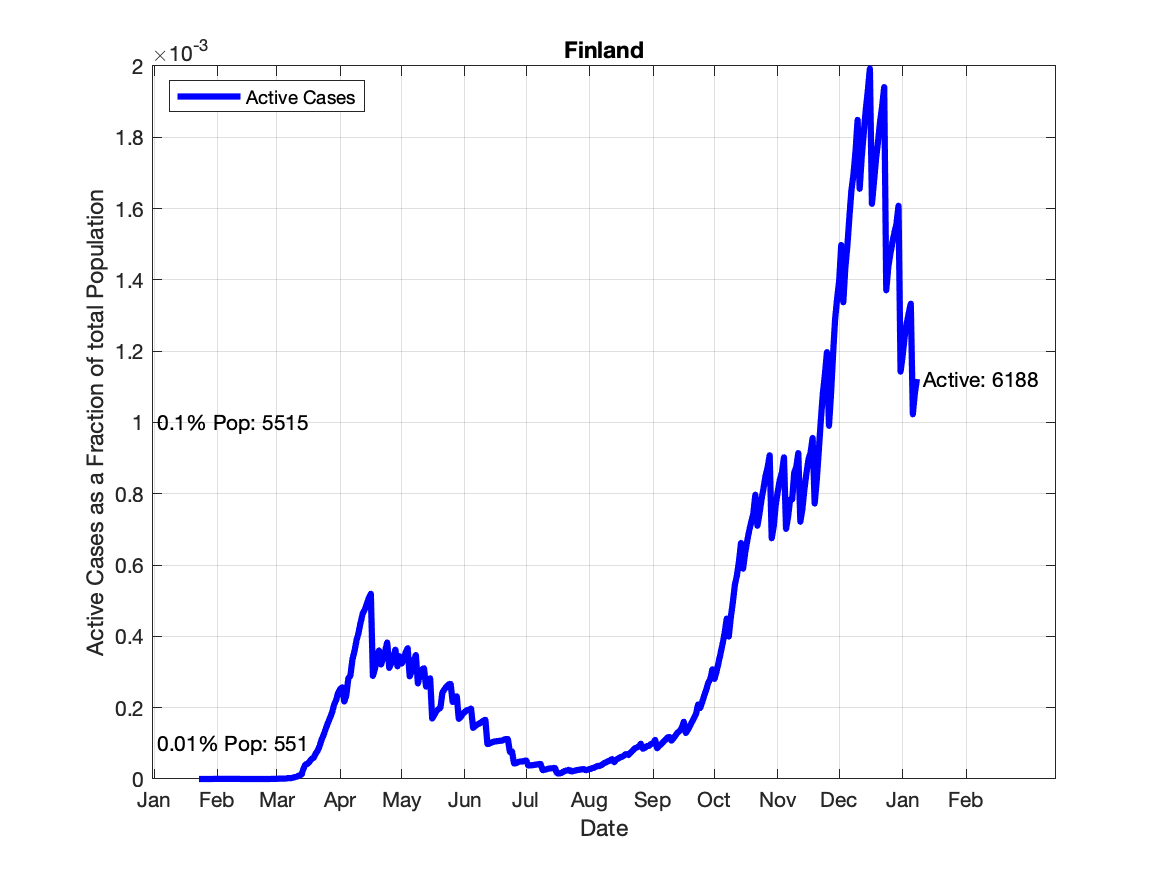 Finland
×10-3
Active Cases
2
1.8
1.6
1.4
1.2
1
0.8
0.6
0.4
0.2
0
Active Cases as a Fraction of total Population
0.1% Pop: 5515
0.01% Pop: 551
Active: 6188
Jan Feb Mar Apr May Jun Jul Aug Sep Oct Nov Dec Jan Feb
Date